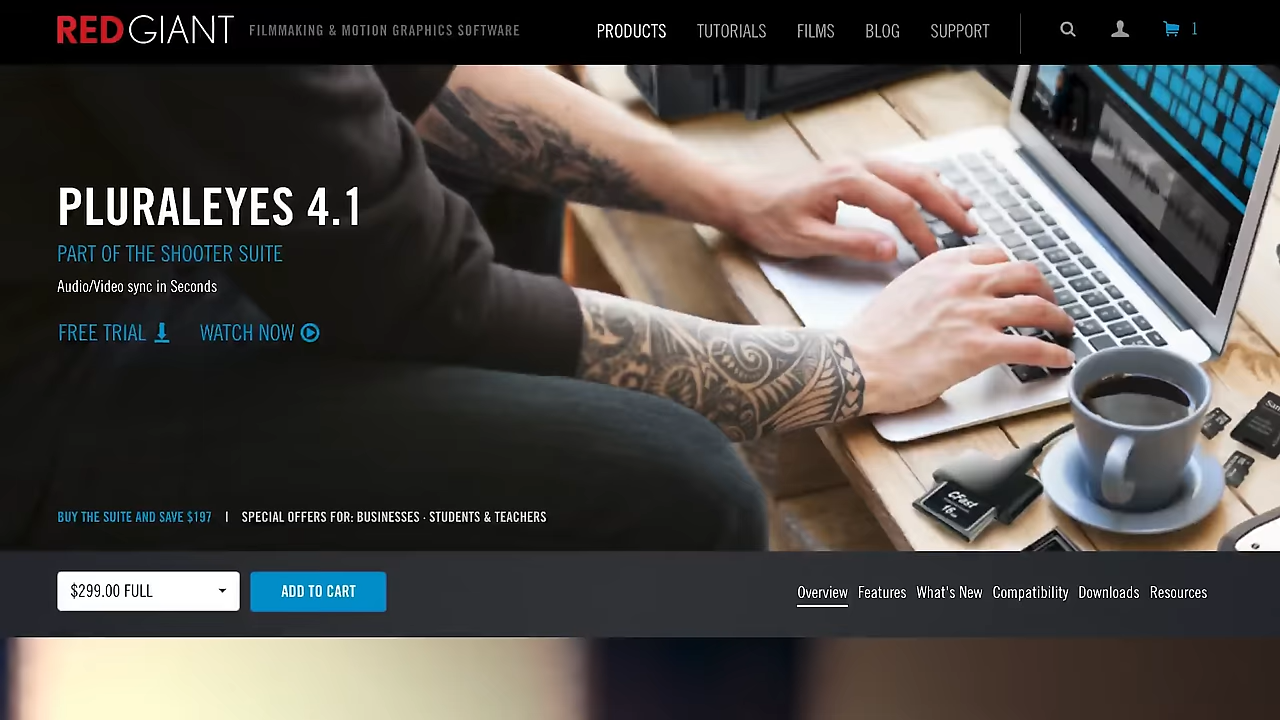 REDGIANT FILMMAKING & MOTION GRAPHICS SOFTWARE PRODUCTS TUTORIALS FILMS BLOG SUPPORT 1
PLURALEYES 4.1
PART OF THE SHOOTER SUITE
Audio/Video sync in Seconds
FREE TRIAL WATCH NOW
CFast
16
BUY THE SUITE AND SAVE $197 | SPECIAL OFFERS FOR: BUSINESSES · STUDENTS & TEACHERS
$299.00 FULL ADD TO CART Overview Features What's New Compatibility Downloads Resources